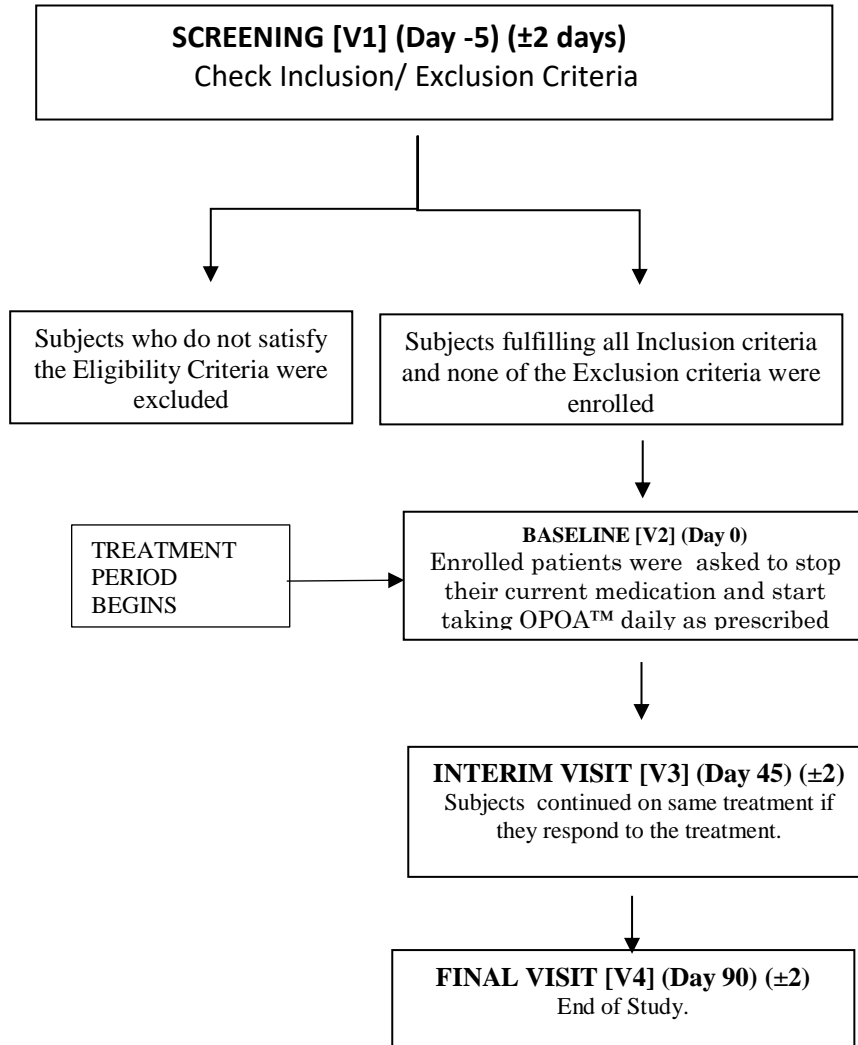 SCREENING [V1] (Day -5) (±2 days)
Check Inclusion/ Exclusion Criteria
Subjects who do not satisfy
the Eligibility Criteria were
excluded
Subjects fulfilling all Inclusion criteria
and none of the Exclusion criteria were
enrolled
TREATMENT
PERIOD
BEGINS
BASELINE [V2] (Day 0)
Enrolled patients were asked to stop
their current medication and start
taking OPOA™ daily as prescribed
INTERIM VISIT [V3] (Day 45) (±2)
Subjects continued on same treatment if
they respond to the treatment.
FINAL VISIT [V4] (Day 90) (±2)
End of Study.